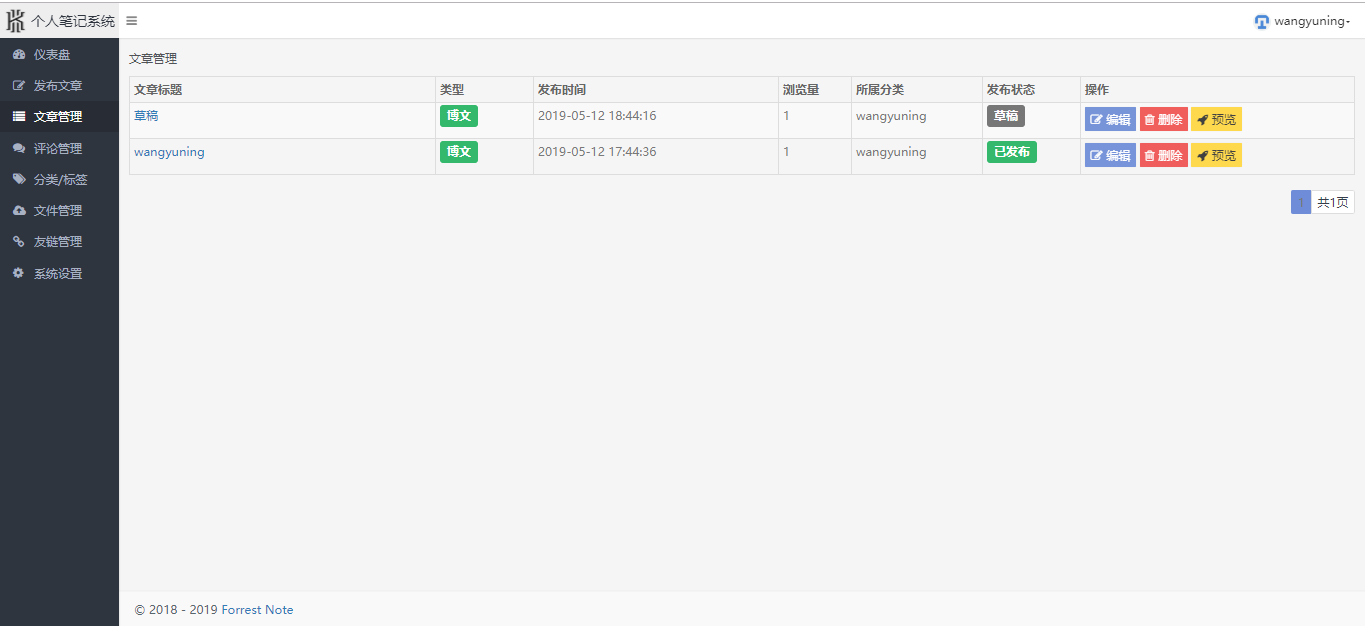 个人笔记系统
wangyuning
仪表盘
发布文章
文章管理
评论管理
分类/标签
文件管理
友链管理
系统设置
文章管理
文章标题 类型 发布时间 浏览量 所属分类 发布状态 操作
草稿 博文 2019-05-12 18:44:16 1 wangyuning 草稿 编辑 删除 预览
wangyuning 博文 2019-05-12 17:44:36 1 wangyuning 已发布 编辑 删除 预览
1 共1页
© 2018 - 2019 Forrest Note